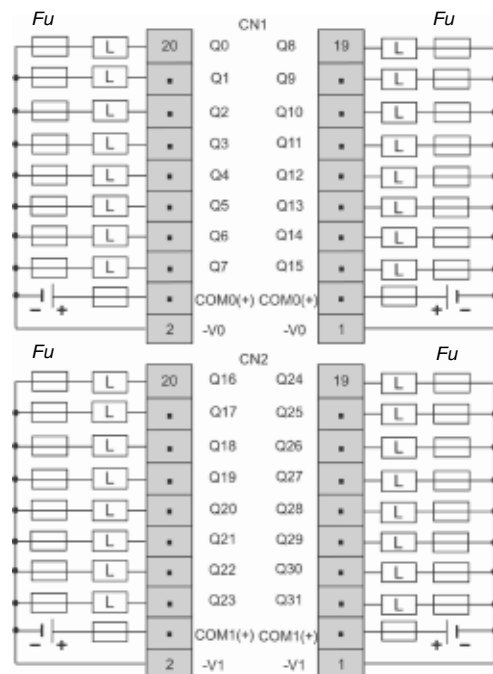 CN1
Fu Fu
L 20 Q0 Q8 19 L
L Q1 Q9 L
L Q2 Q10 L
L Q3 Q11 L
L Q4 Q12 L
L Q5 Q13 L
L Q6 Q14 L
L Q7 Q15 L
- + COM0(+) COM0(+) + -
2 -V0 -V0 1
CN2
Fu Fu
L 20 Q16 Q24 19 L
L Q17 Q25 L
L Q18 Q26 L
L Q19 Q27 L
L Q20 Q28 L
L Q21 Q29 L
L Q22 Q30 L
L Q23 Q31 L
- + COM1(+) COM1(+) + -
2 -V1 -V1 1